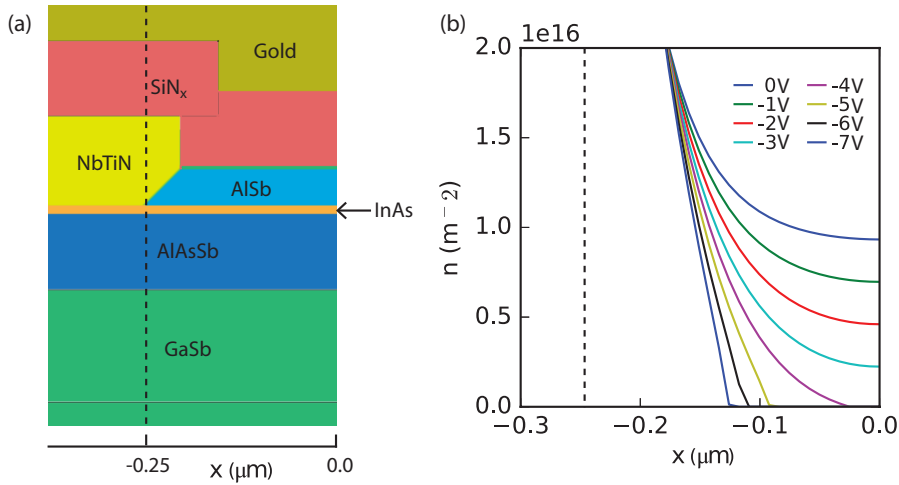 (a)
Gold
SiNₓ
NbTiN
AlSb
InAs
AlAsSb
GaSb
-0.25
0.0
x (μm)
(b)
1e16
2.0
1.5
1.0
0.5
0.0
n (m⁻²)
0V
-1V
-2V
-3V
-4V
-5V
-6V
-7V
−0.3
−0.2
−0.1
0.0
x (μm)